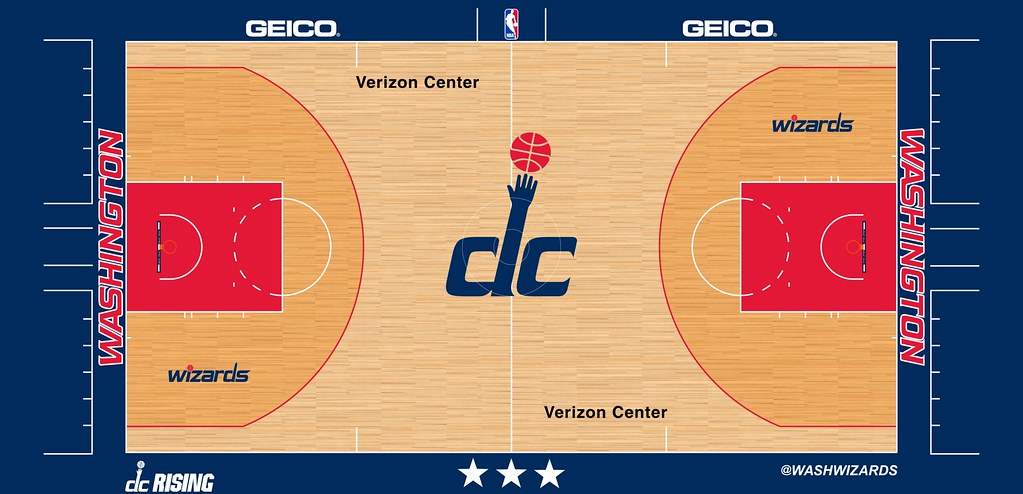 GEICO
NBA
GEICO
Verizon Center
wizards
WASHINGTON
dc
WASHINGTON
wizards
Verizon Center
dc RISING
@WASHWIZARDS